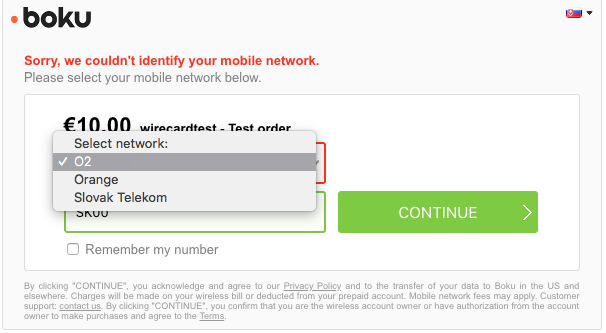 boku
Sorry, we couldn't identify your mobile network.
Please select your mobile network below.
€10.00 wirecardtest - Test order
Select network:
✓ O2
Orange
Slovak Telekom
SK00
CONTINUE
Remember my number
By clicking "CONTINUE", you acknowledge and agree to our Privacy Policy and to the transfer of your data to Boku in the US and
elsewhere. Charges will be made on your wireless bill or deducted from your prepaid account. Mobile network fees may apply. Customer
support: contact us. By clicking "CONTINUE", you confirm that you are the wireless account owner or have authorization from the account
owner to make purchases and agree to the Terms.